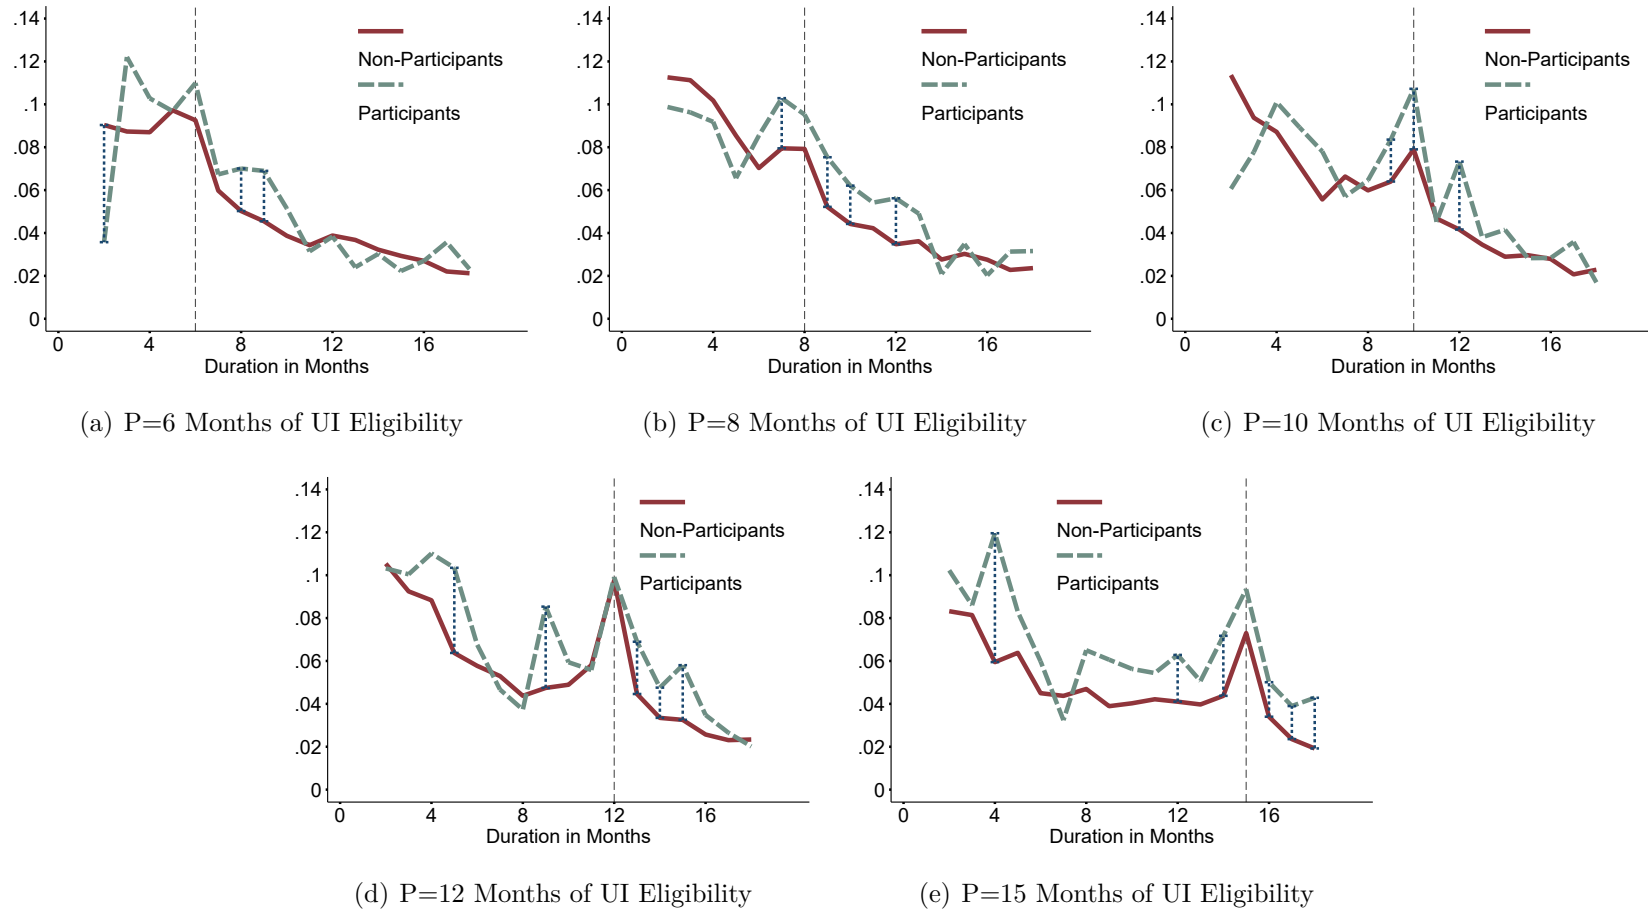 .14
.12
.1
.08
.06
.04
.02
0
0 4 8 12 16
Duration in Months
Non-Participants
Participants
(a) P=6 Months of UI Eligibility
.14
.12
.1
.08
.06
.04
.02
0
0 4 8 12 16
Duration in Months
Non-Participants
Participants
(b) P=8 Months of UI Eligibility
.14
.12
.1
.08
.06
.04
.02
0
0 4 8 12 16
Duration in Months
Non-Participants
Participants
(c) P=10 Months of UI Eligibility
.14
.12
.1
.08
.06
.04
.02
0
0 4 8 12 16
Duration in Months
Non-Participants
Participants
(d) P=12 Months of UI Eligibility
.14
.12
.1
.08
.06
.04
.02
0
0 4 8 12 16
Duration in Months
Non-Participants
Participants
(e) P=15 Months of UI Eligibility